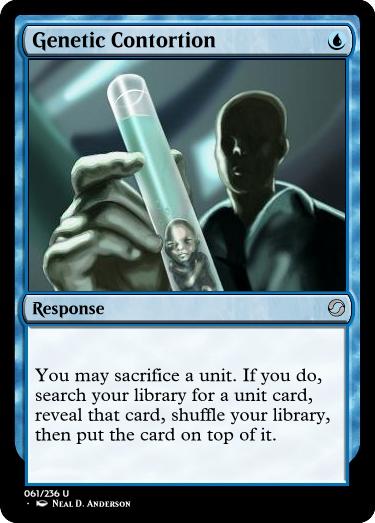 Genetic Contortion
Response
You may sacrifice a unit. If you do,
search your library for a unit card,
reveal that card, shuffle your library,
then put the card on top of it.
061/236 U
· Neal D. Anderson